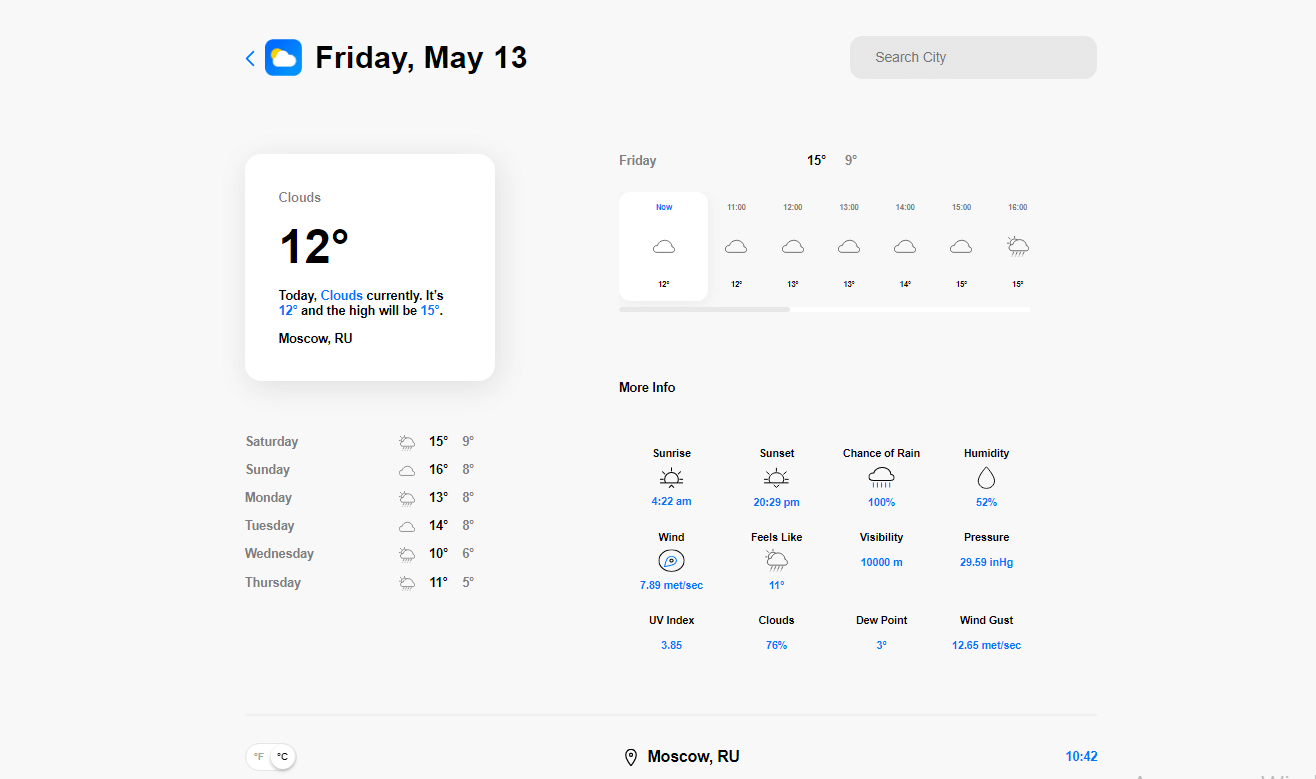 Friday, May 13
Search City
Clouds
12°
Today, Clouds currently. It's
12° and the high will be 15°.
Moscow, RU
Friday 15° 9°
Now 11:00 12:00 13:00 14:00 15:00 16:00
12° 12° 13° 13° 14° 15° 15°
More Info
Saturday 15° 9°
Sunday 16° 8°
Monday 13° 8°
Tuesday 14° 8°
Wednesday 10° 6°
Thursday 11° 5°
Sunrise Sunset Chance of Rain Humidity
4:22 am 20:29 pm 100% 52%
Wind Feels Like Visibility Pressure
10000 m 29.59 inHg
7.89 met/sec 11°
UV Index Clouds Dew Point Wind Gust
3.85 76% 3° 12.65 met/sec
°F °C
Moscow, RU
10:42